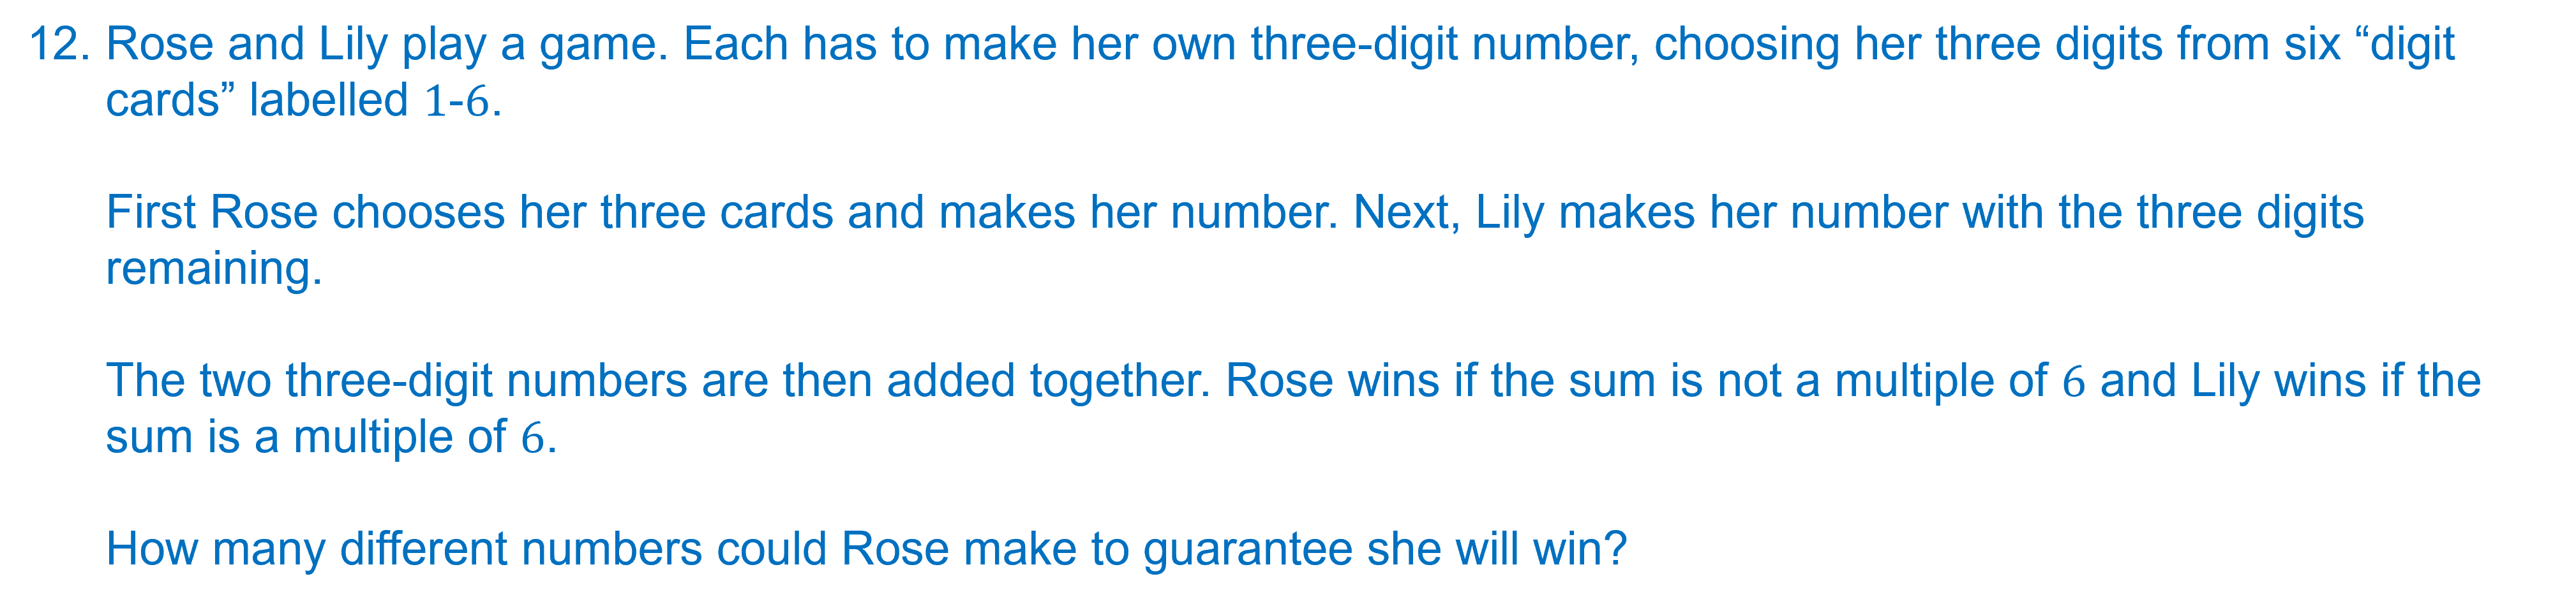 12. Rose and Lily play a game. Each has to make her own three-digit number, choosing her three digits from six “digit
cards” labelled 1-6.
First Rose chooses her three cards and makes her number. Next, Lily makes her number with the three digits
remaining.
The two three-digit numbers are then added together. Rose wins if the sum is not a multiple of 6 and Lily wins if the
sum is a multiple of 6.
How many different numbers could Rose make to guarantee she will win?